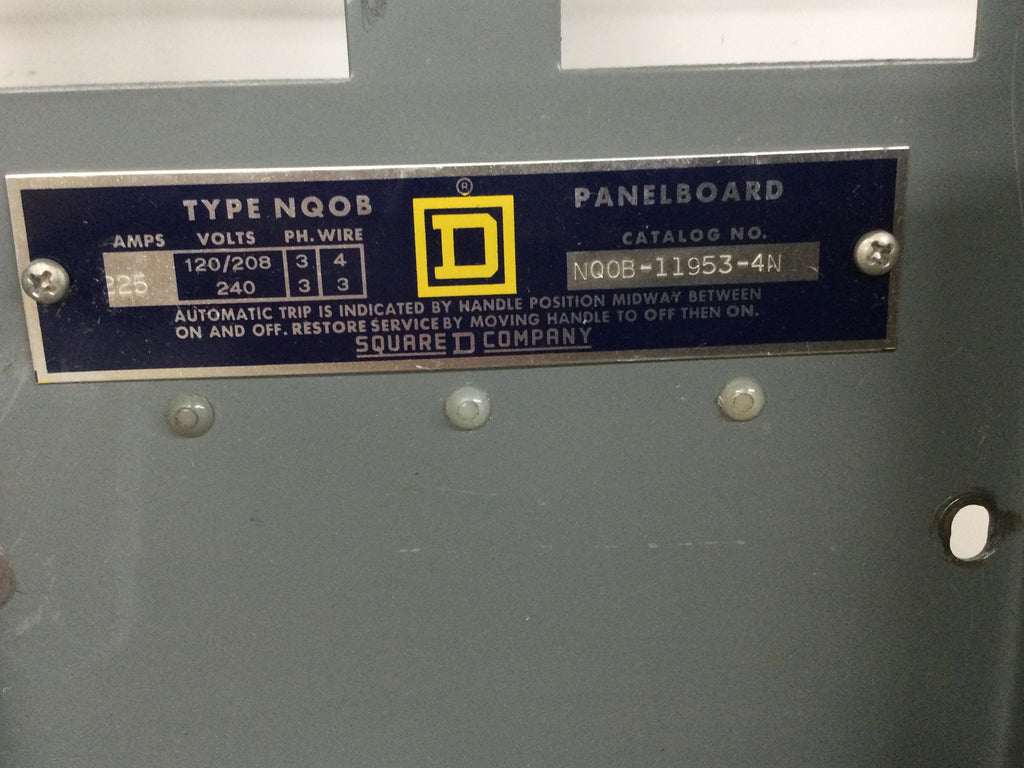 ®
TYPE NQOB
PANELBOARD
AMPS VOLTS PH. WIRE
CATALOG NO.
225 120/208 3 4
240 3 3
D
NQOB-11953-4N
AUTOMATIC TRIP IS INDICATED BY HANDLE POSITION MIDWAY BETWEEN
ON AND OFF. RESTORE SERVICE BY MOVING HANDLE TO OFF THEN ON.
SQUARE D COMPANY